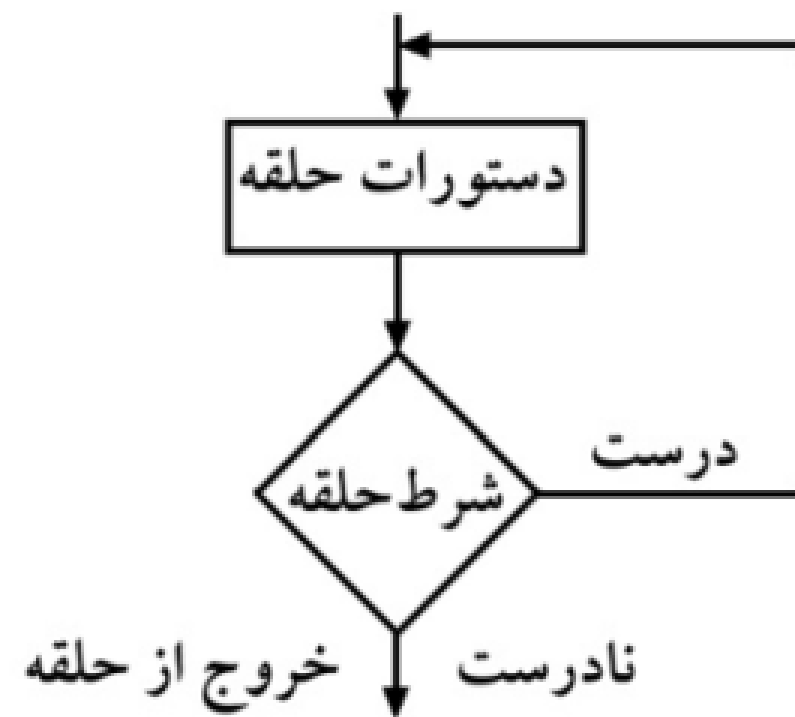 دستورات حلقه
درست
شرط حلقه
نادرست
خروج از حلقه